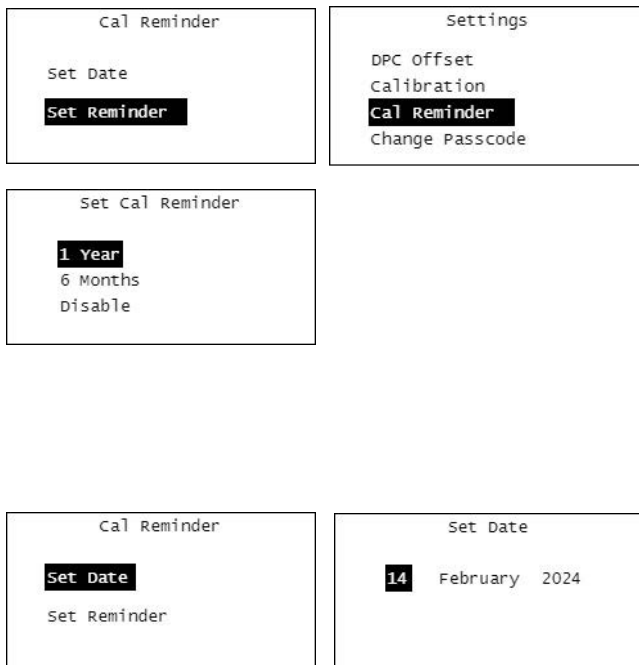 Cal Reminder
Set Date
Set Reminder
Settings
DPC Offset
Calibration
Cal Reminder
Change Passcode
Set Cal Reminder
1 Year
6 Months
Disable
Cal Reminder
Set Date
Set Reminder
Set Date
14 February 2024